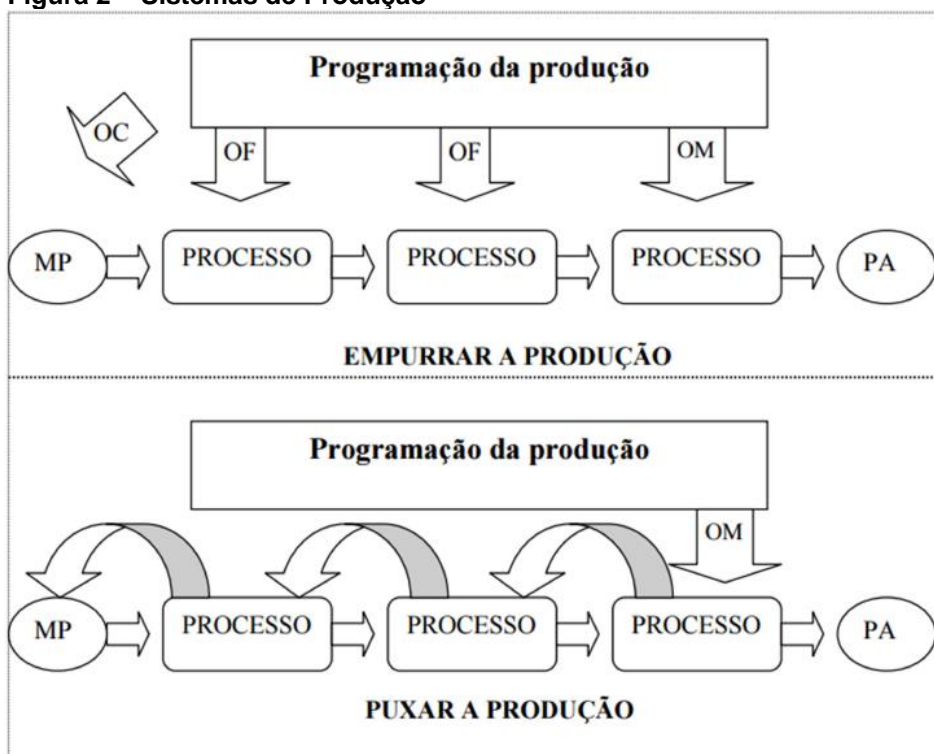 Figura 2 – Sistemas de Produção
Programação da produção
OC
OF
OF
OM
MP
PROCESSO
PROCESSO
PROCESSO
PA
EMPURRAR A PRODUÇÃO
Programação da produção
OM
MP
PROCESSO
PROCESSO
PROCESSO
PA
PUXAR A PRODUÇÃO